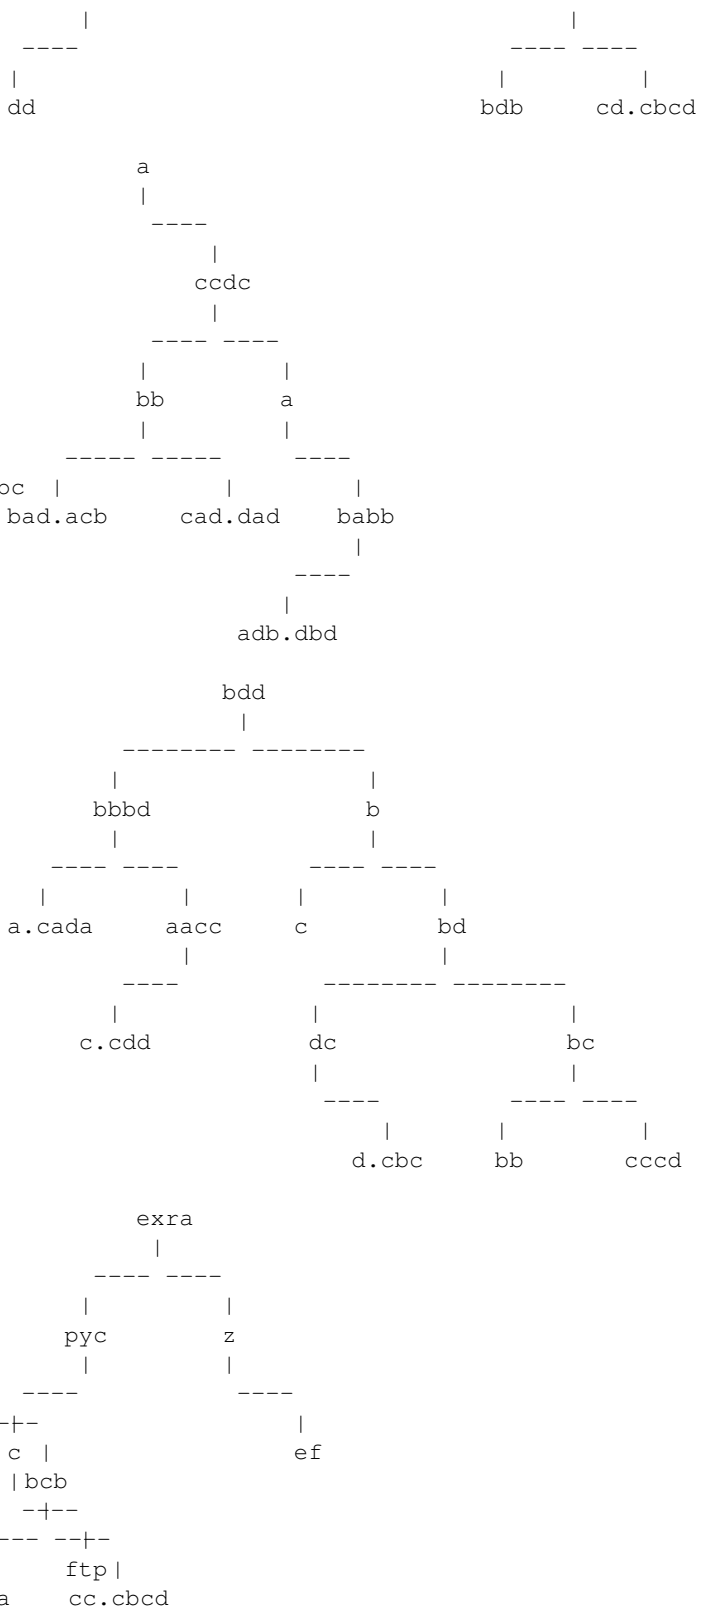 |                                  |
 ----                              ---- ----
|                                  |         |
dd                               bdb     cd.cbcd
         a
         |
          ----
              |
            ccdc
              |
          ---- ----
         |         |
         bb        a
         |         |
    ----- -----     ----
oc  |           |        |
bad.acb     cad.dad    babb
                         |
                     ----
                    |
                adb.dbd
               bdd
                |
        -------- --------
       |                 |
     bbbd                b
       |                 |
   ---- ----         ---- ----
  |         |       |         |
a.cada     aacc     c         bd
            |                 |
        ----          -------- --------
       |             |                 |
     c.cdd           dc                bc
                     |                 |
                      ----         ---- ----
                          |       |         |
                        d.cbc     bb       cccd
         exra
          |
      ---- ----
     |         |
    pyc        z
     |         |
 ----           ----
-+-                 |
c |                 ef
|bcb
 -+--
--- --+-
    ftp|
a    cc.cbcd